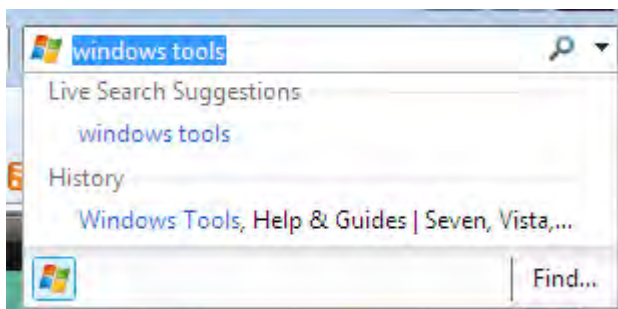 windows tools
Live Search Suggestions
windows tools
History
Windows Tools, Help & Guides | Seven, Vista,...
Find...